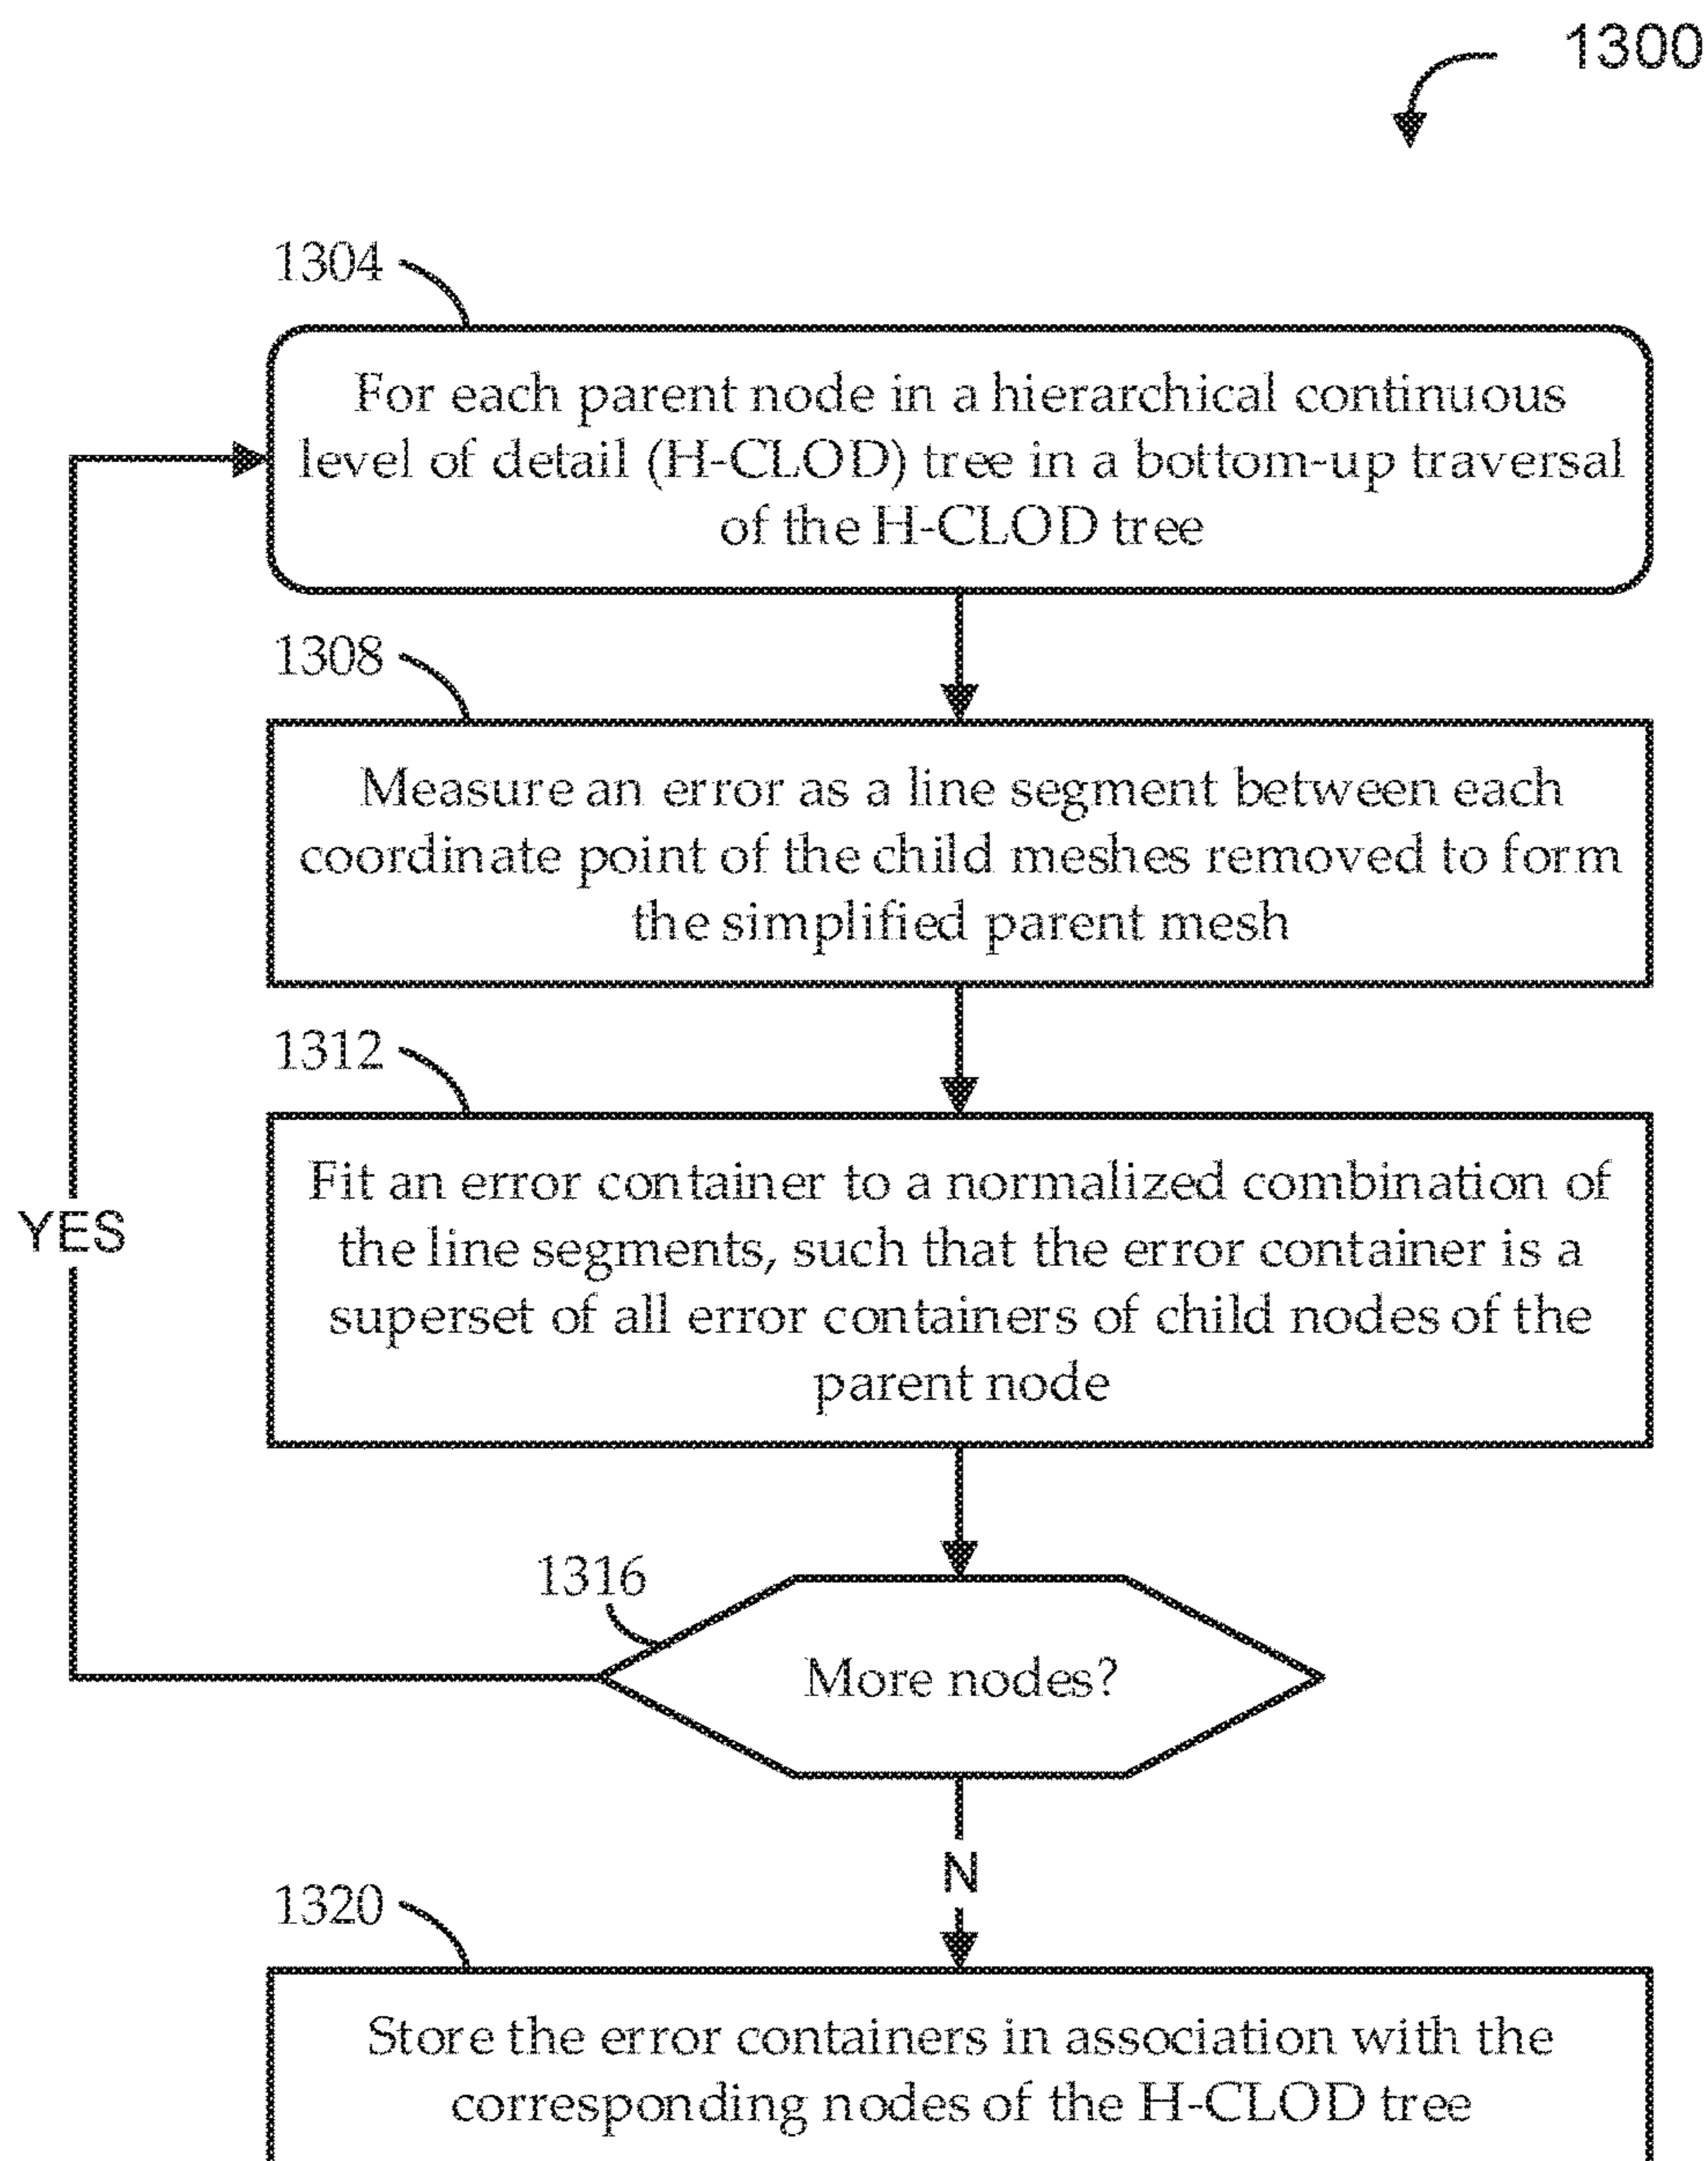 1300
1304
For each parent node in a hierarchical continuous
level of detail (H-CLOD) tree in a bottom-up traversal
of the H-CLOD tree
1308
Measure an error as a line segment between each
coordinate point of the child meshes removed to form
the simplified parent mesh
1312
Fit an error container to a normalized combination of
the line segments, such that the error container is a
superset of all error containers of child nodes of the
parent node
YES
1316
More nodes?
N
1320
Store the error containers in association with the
corresponding nodes of the H-CLOD tree